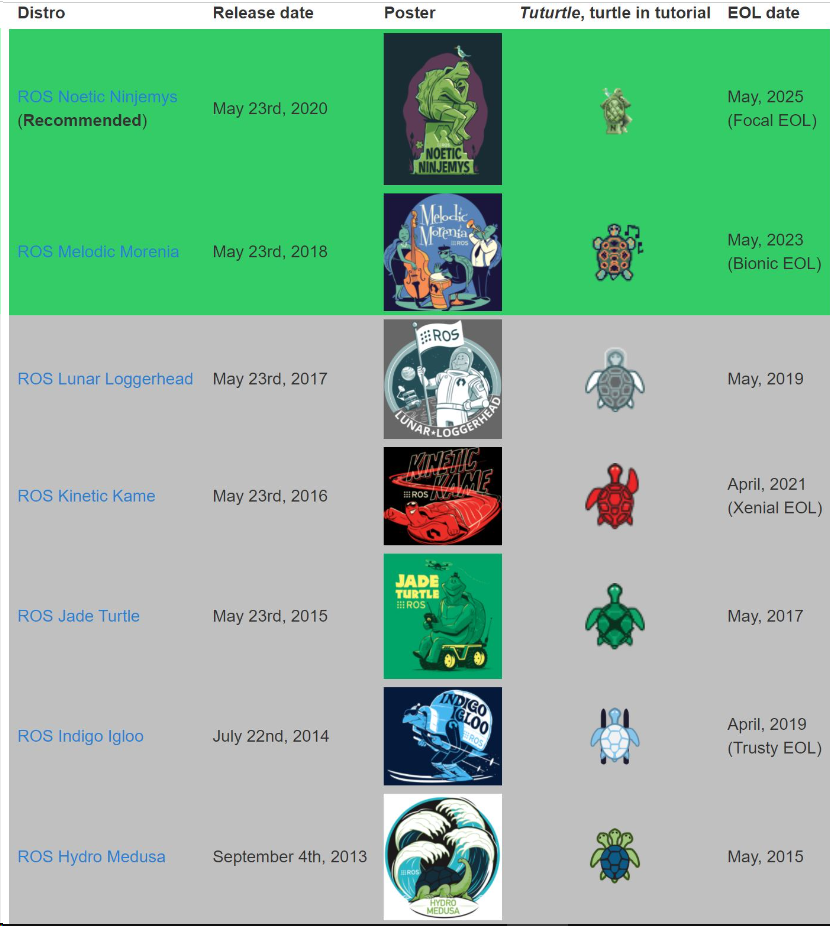 Distro Release date Poster Tuturtle, turtle in tutorial EOL date
ROS Noetic Ninjemys
(Recommended)
May 23rd, 2020
NOETIC
NINJEMYS
May, 2025
(Focal EOL)
ROS Melodic Morenia
May 23rd, 2018
Melodic
Morenia
ROS
May, 2023
(Bionic EOL)
ROS Lunar Loggerhead
May 23rd, 2017
ROS
LUNAR LOGGERHEAD
May, 2019
ROS Kinetic Kame
May 23rd, 2016
KINETIC
KAME
ROS
April, 2021
(Xenial EOL)
ROS Jade Turtle
May 23rd, 2015
JADE
TURTLE
ROS
May, 2017
ROS Indigo Igloo
July 22nd, 2014
INDIGO
IGLOO
ROS
April, 2019
(Trusty EOL)
ROS Hydro Medusa
September 4th, 2013
ROS
HYDRO
MEDUSA
May, 2015